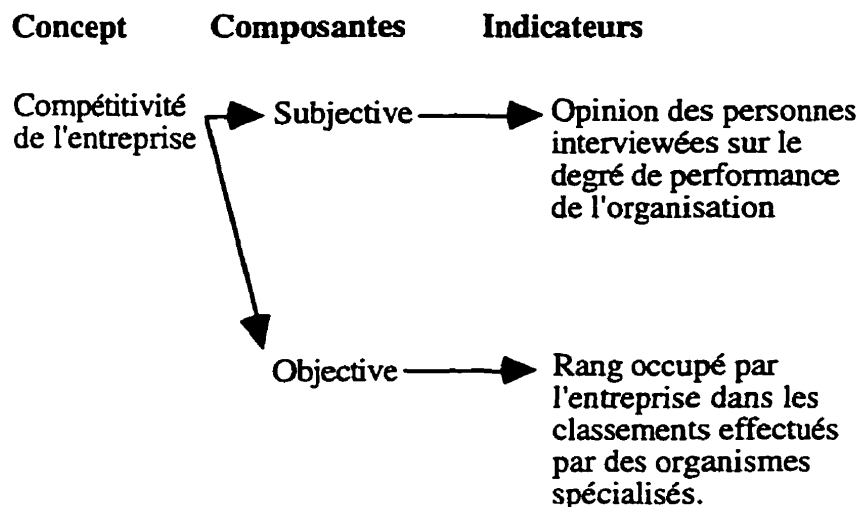 Concept Composantes Indicateurs
Compétitivité
de l'entreprise
Subjective
Opinion des personnes
interviewées sur le
degré de performance
de l'organisation
Objective
Rang occupé par
l'entreprise dans les
classements effectués
par des organismes
spécialisés.